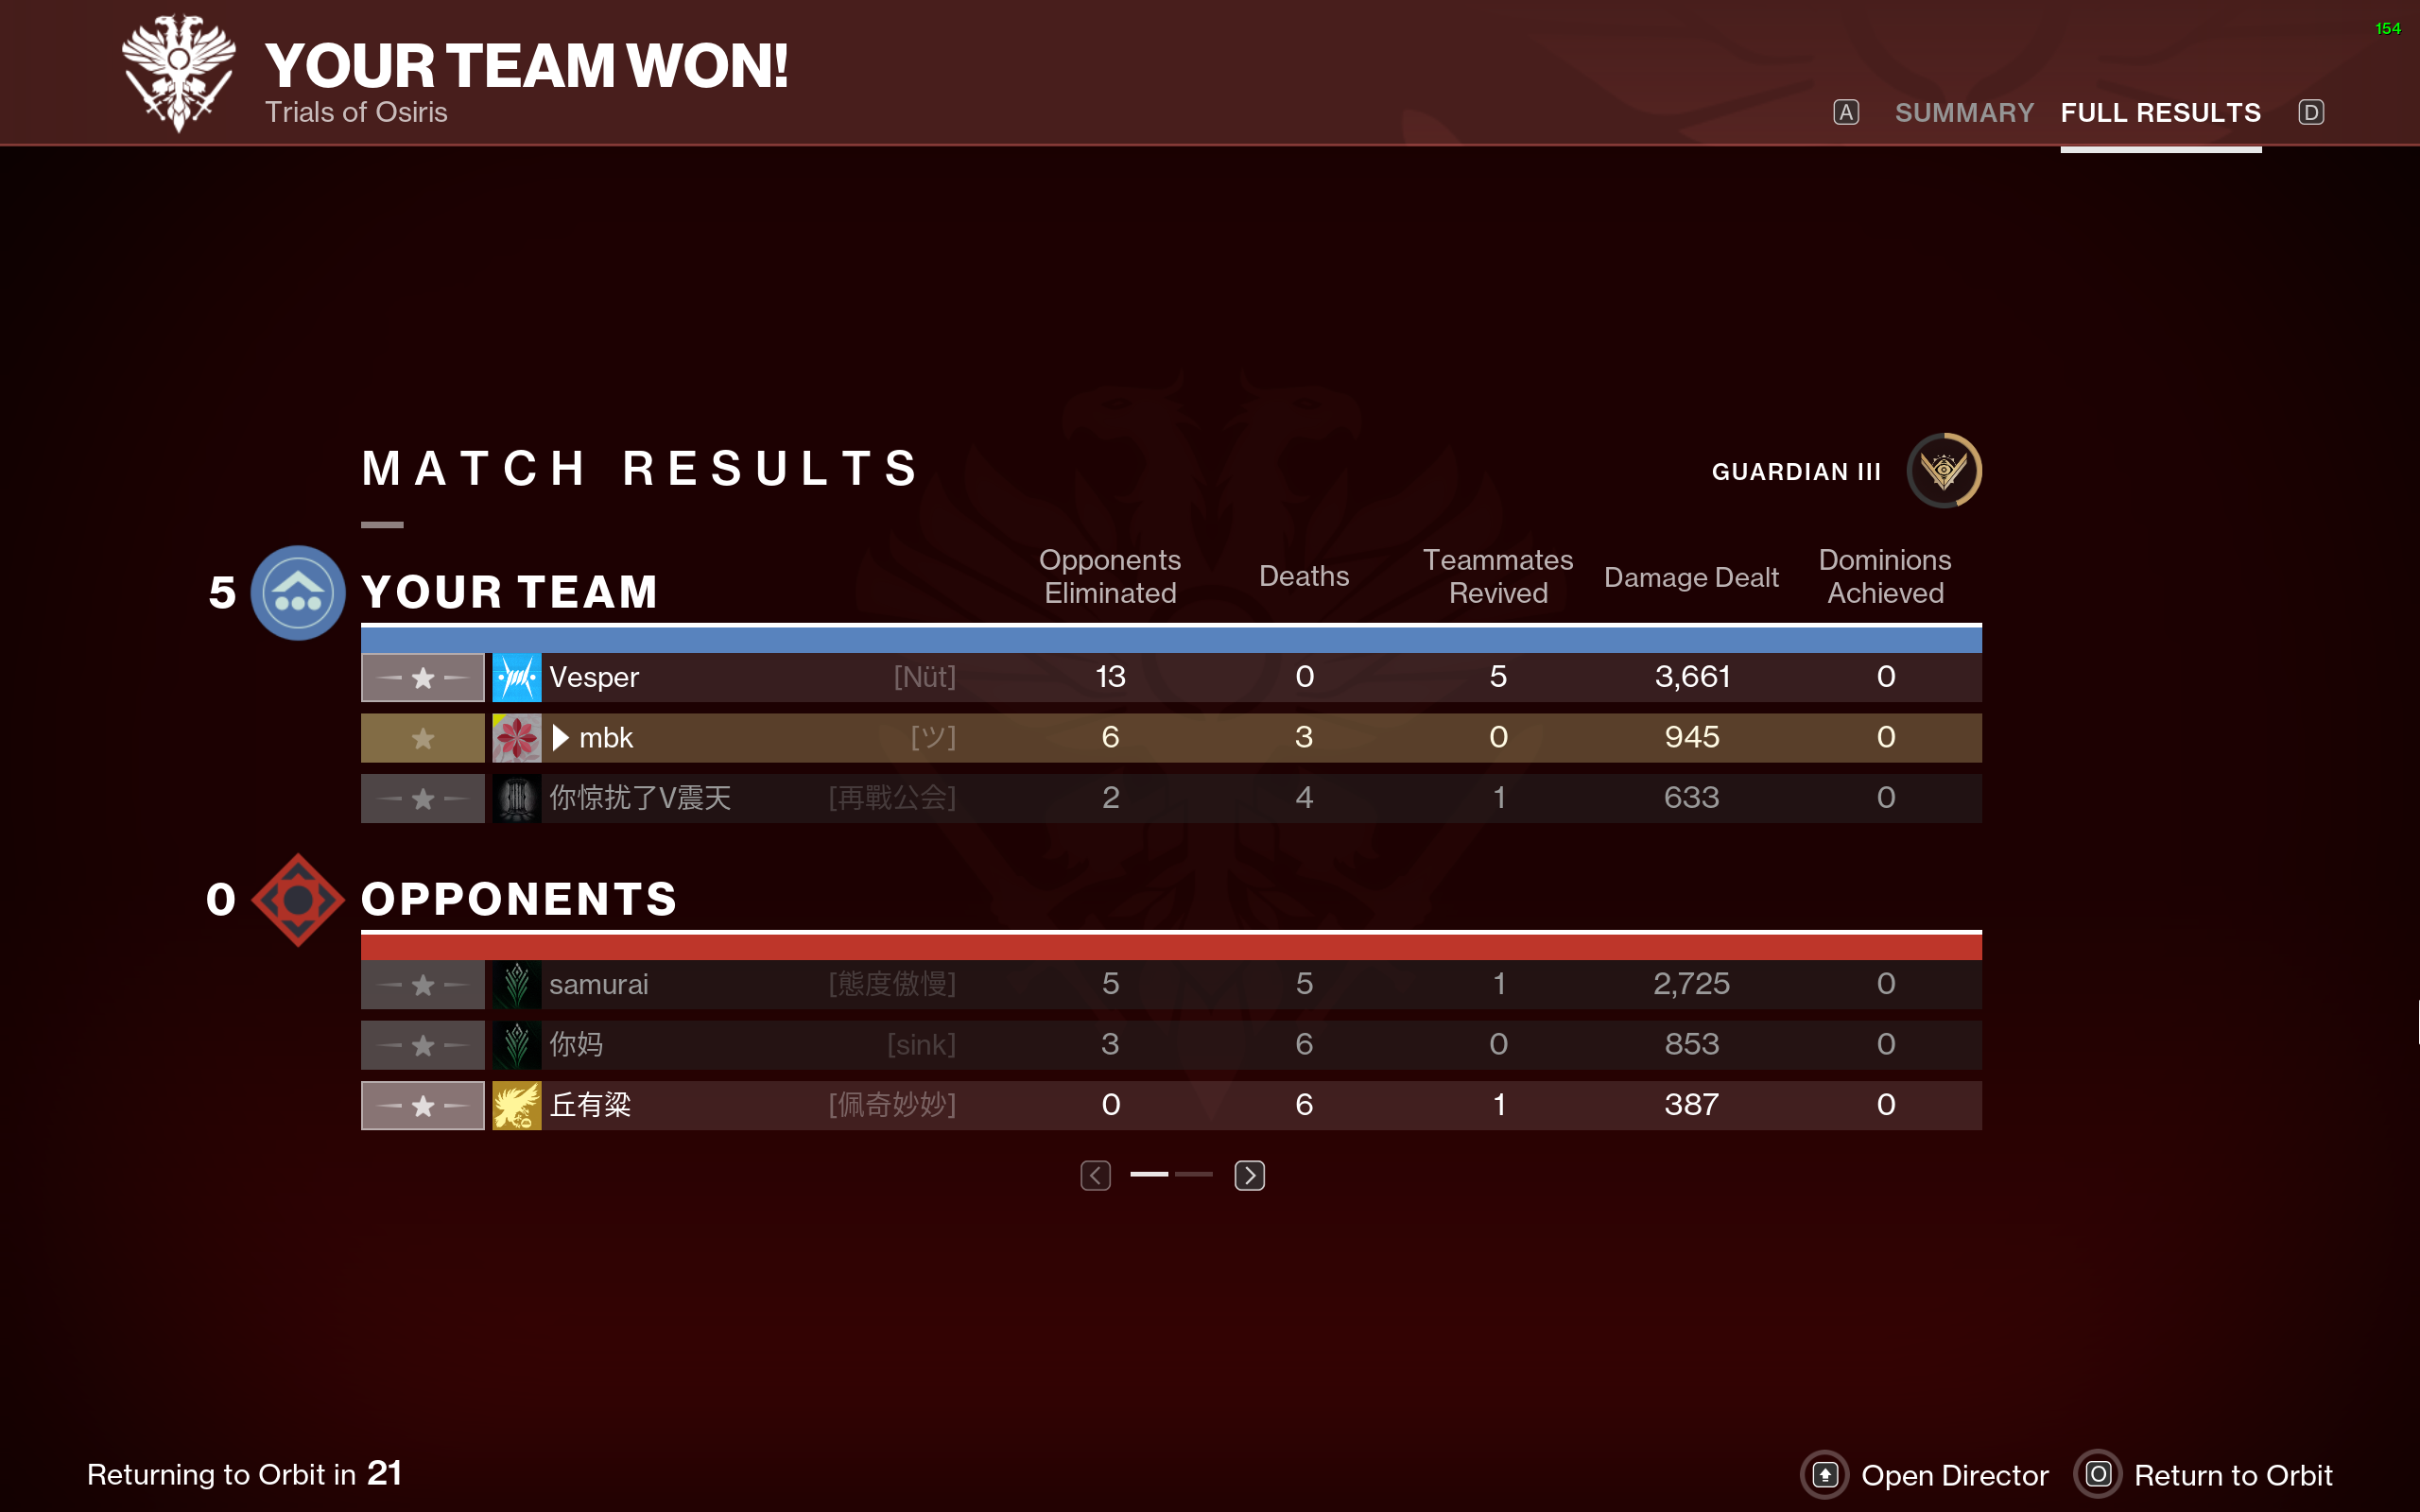 YOUR TEAM WON!
154
Trials of Osiris
A SUMMARY FULL RESULTS D
MATCH RESULTS
GUARDIAN III
5 YOUR TEAM
Opponents Eliminated Deaths Teammates Revived Damage Dealt Dominions Achieved
Vesper [Nüt] 13 0 5 3,661 0
mbk [ツ] 6 3 0 945 0
你惊扰了V震天 [再戰公会] 2 4 1 633 0
0 OPPONENTS
samurai [態度傲慢] 5 5 1 2,725 0
你妈 [sink] 3 6 0 853 0
丘有粱 [佩奇妙妙] 0 6 1 387 0
Returning to Orbit in 21
Open Director O Return to Orbit